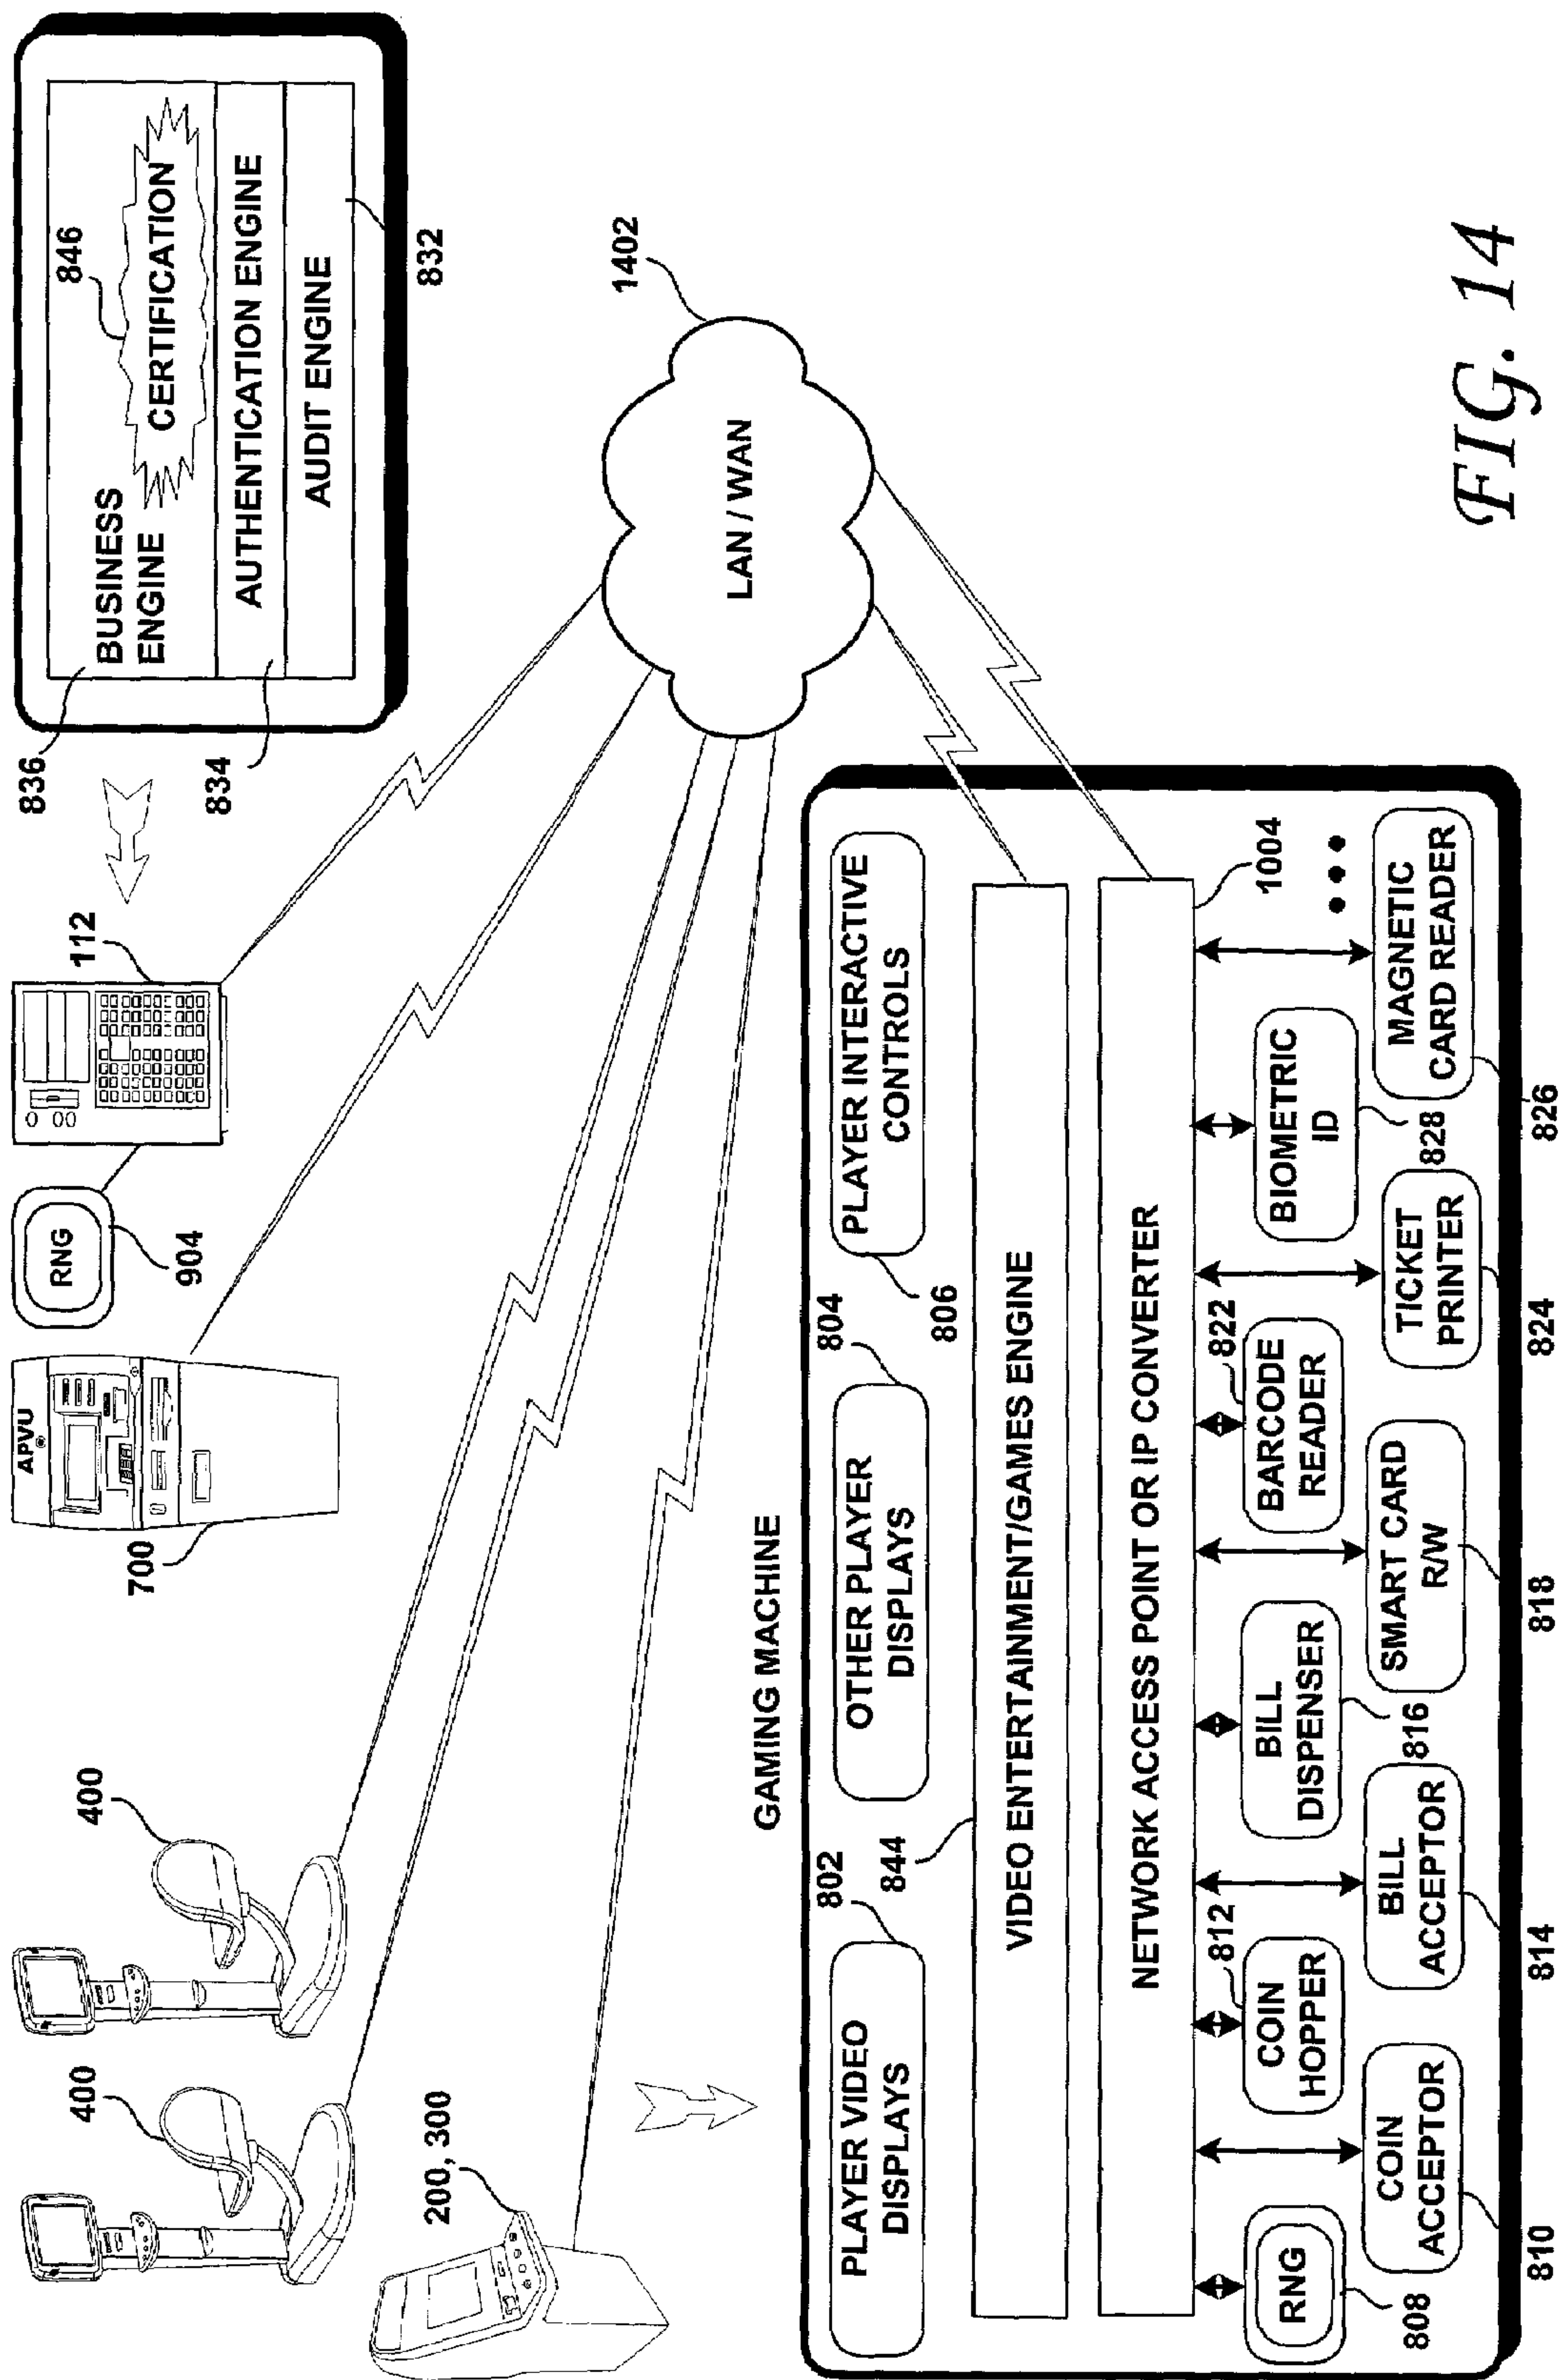 400
400
200, 300
APVU
700
RNG
904
112
836
834
BUSINESS
ENGINE
846
CERTIFICATION
AUTHENTICATION ENGINE
AUDIT ENGINE
832
LAN / WAN
1402
GAMING MACHINE
PLAYER VIDEO
DISPLAYS
802
OTHER PLAYER
DISPLAYS
804
PLAYER INTERACTIVE
CONTROLS
806
844
VIDEO ENTERTAINMENT/GAMES ENGINE
NETWORK ACCESS POINT OR IP CONVERTER
1004
RNG
808
COIN
ACCEPTOR
810
COIN
HOPPER
812
BILL
ACCEPTOR
814
BILL
DISPENSER
816
SMART CARD
R/W
818
BARCODE
READER
822
TICKET
PRINTER
824
BIOMETRIC
ID
828
MAGNETIC
CARD READER
826
FIG. 14